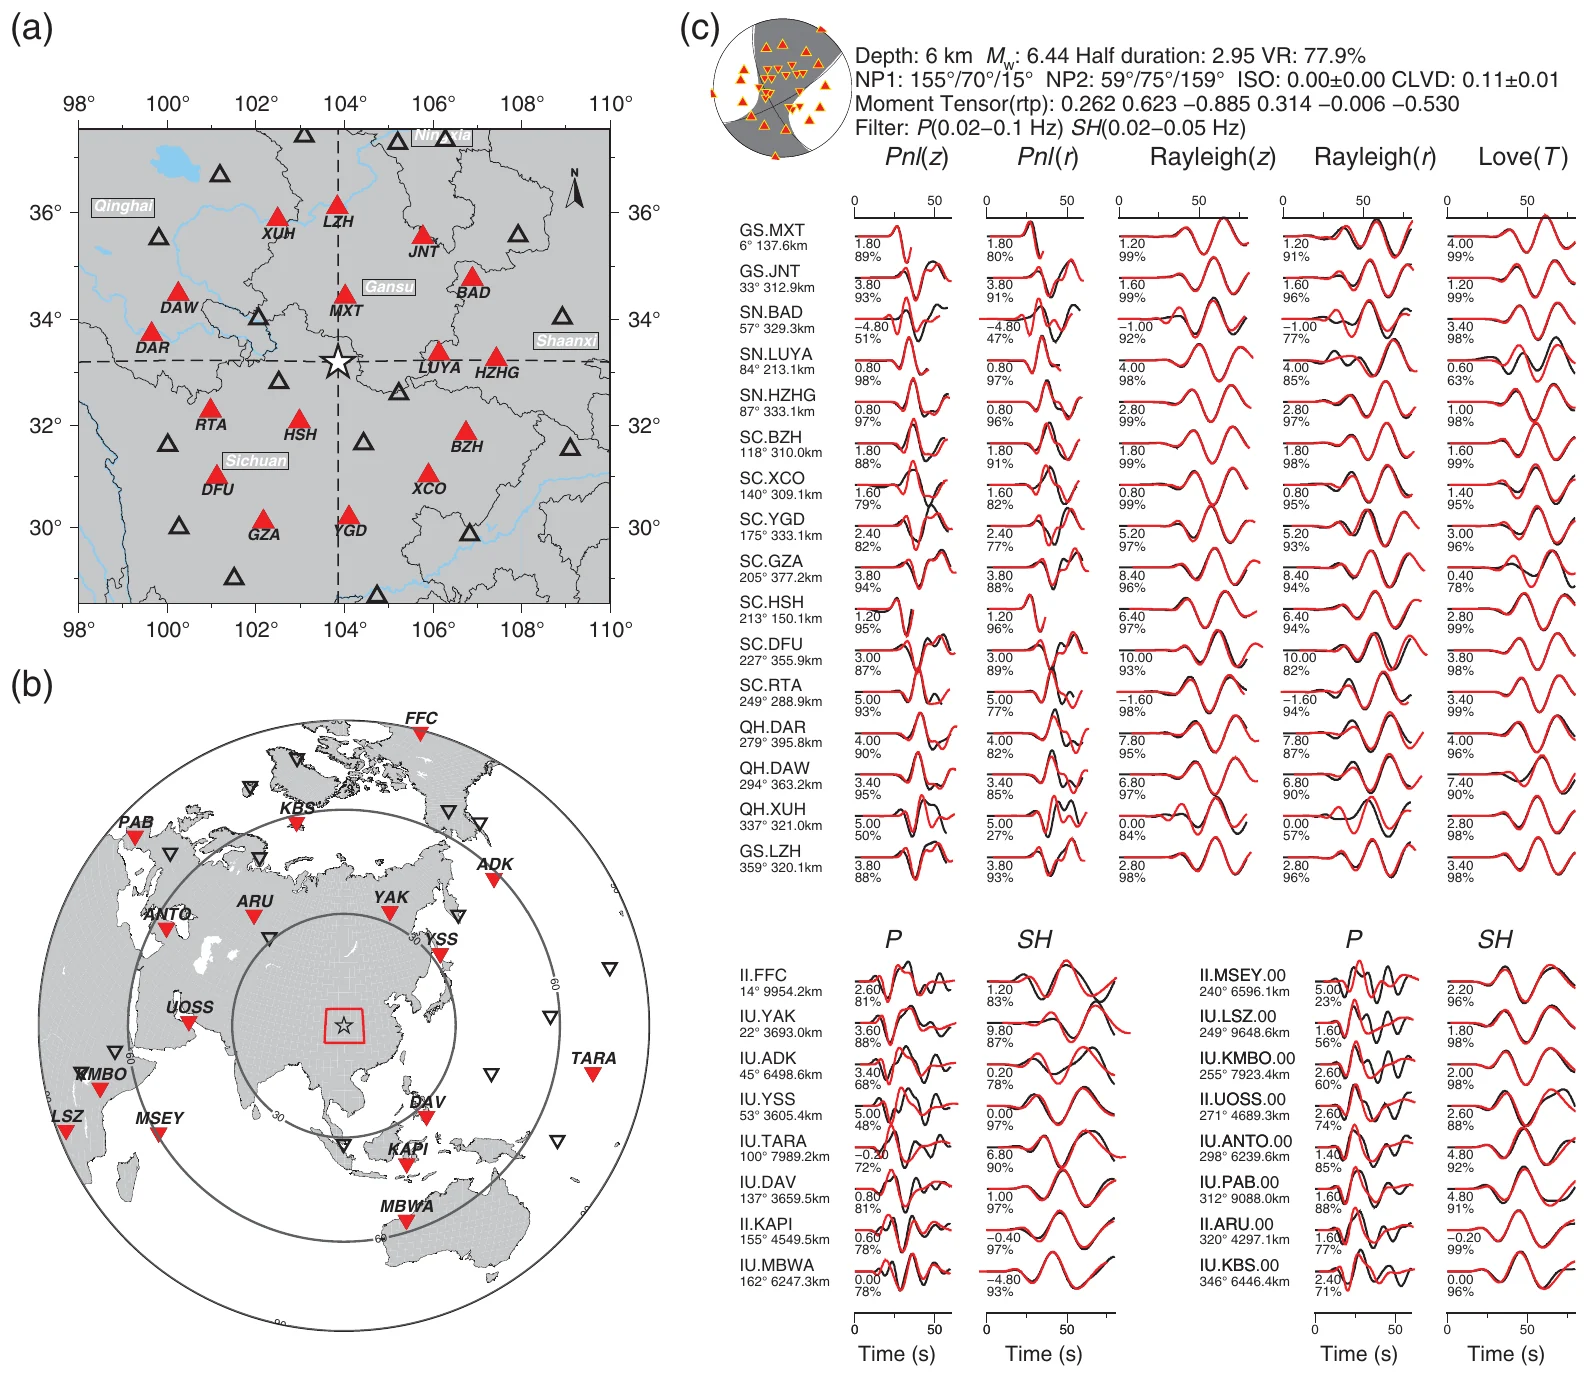 (a)
98° 100° 102° 104° 106° 108° 110°
Ningxia
N
36° Qinghai XUH LZH JNT 36°
DAW MXT Gansu BAD
34° 34°
DAR LUYA HZHG Shaanxi
32° RTA HSH BZH 32°
Sichuan
DFU XCO
30° GZA YGD 30°
98° 100° 102° 104° 106° 108° 110°
(b)
FFC
KBS
PAB
ADK
ARU YAK
ANTO
YSS
30
60
90
UOSS
60
TARA
KMBO
DAV
30
LSZ MSEY
KAPI
MBWA
60
90
90
(c)
Depth: 6 km Mw: 6.44 Half duration: 2.95 VR: 77.9%
NP1: 155°/70°/15° NP2: 59°/75°/159° ISO: 0.00±0.00 CLVD: 0.11±0.01
Moment Tensor(rtp): 0.262 0.623 −0.885 0.314 −0.006 −0.530
Filter: P(0.02−0.1 Hz) SH(0.02−0.05 Hz)
Pnl(z) Pnl(r) Rayleigh(z) Rayleigh(r) Love(T)
0 50 0 50 0 50 0 50 0 50
GS.MXT
6° 137.6km 1.80 1.80 1.20 1.20 4.00
89% 80% 99% 91% 99%
GS.JNT
33° 312.9km 3.80 3.80 1.60 1.60 1.20
93% 91% 99% 96% 99%
SN.BAD
57° 329.3km −4.80 −4.80 −1.00 −1.00 3.40
51% 47% 92% 77% 98%
SN.LUYA
84° 213.1km 0.80 0.80 4.00 4.00 0.60
98% 97% 98% 85% 63%
SN.HZHG
87° 333.1km 0.80 0.80 2.80 2.80 1.00
97% 96% 99% 97% 98%
SC.BZH
118° 310.0km 1.80 1.80 1.80 1.80 1.60
88% 91% 99% 98% 99%
SC.XCO
140° 309.1km 1.60 1.60 0.80 0.80 1.40
79% 82% 99% 95% 95%
SC.YGD
175° 333.1km 2.40 2.40 5.20 5.20 3.00
82% 77% 97% 93% 96%
SC.GZA
205° 377.2km 3.80 3.80 8.40 8.40 0.40
94% 88% 96% 94% 78%
SC.HSH
213° 150.1km 1.20 1.20 6.40 6.40 2.80
95% 96% 97% 94% 99%
SC.DFU
227° 355.9km 3.00 3.00 10.00 10.00 3.80
87% 89% 93% 82% 98%
SC.RTA
249° 288.9km 5.00 5.00 −1.60 −1.60 3.40
93% 77% 98% 94% 99%
QH.DAR
279° 395.8km 4.00 4.00 7.80 7.80 4.00
90% 82% 95% 87% 96%
QH.DAW
294° 363.2km 3.40 3.40 6.80 6.80 7.40
95% 85% 97% 90% 90%
QH.XUH
337° 321.0km 5.00 5.00 0.00 0.00 2.80
50% 27% 84% 57% 98%
GS.LZH
359° 320.1km 3.80 3.80 2.80 2.80 3.40
88% 93% 98% 96% 98%
P SH P SH
II.FFC II.MSEY.00
14° 9954.2km 2.60 1.20 240° 6596.1km 5.00 2.20
81% 83% 23% 96%
IU.YAK IU.LSZ.00
22° 3693.0km 3.60 9.80 249° 9648.6km 1.60 1.80
88% 87% 56% 98%
IU.ADK IU.KMBO.00
45° 6498.6km 3.40 0.20 255° 7923.4km 2.60 2.00
68% 78% 60% 98%
IU.YSS II.UOSS.00
53° 3605.4km 5.00 0.00 271° 4689.3km 2.60 2.60
48% 97% 74% 88%
IU.TARA IU.ANTO.00
100° 7989.2km −0.20 6.80 298° 6239.6km 1.40 4.80
72% 90% 85% 92%
IU.DAV IU.PAB.00
137° 3659.5km 0.80 1.00 312° 9088.0km 1.60 4.80
81% 97% 88% 91%
II.KAPI II.ARU.00
155° 4549.5km 0.60 −0.40 320° 4297.1km 1.60 −0.20
78% 97% 77% 99%
IU.MBWA IU.KBS.00
162° 6247.3km 0.00 −4.80 346° 6446.4km 2.40 0.00
78% 93% 71% 96%
0 50 0 50 0 50 0 50
Time (s) Time (s) Time (s) Time (s)